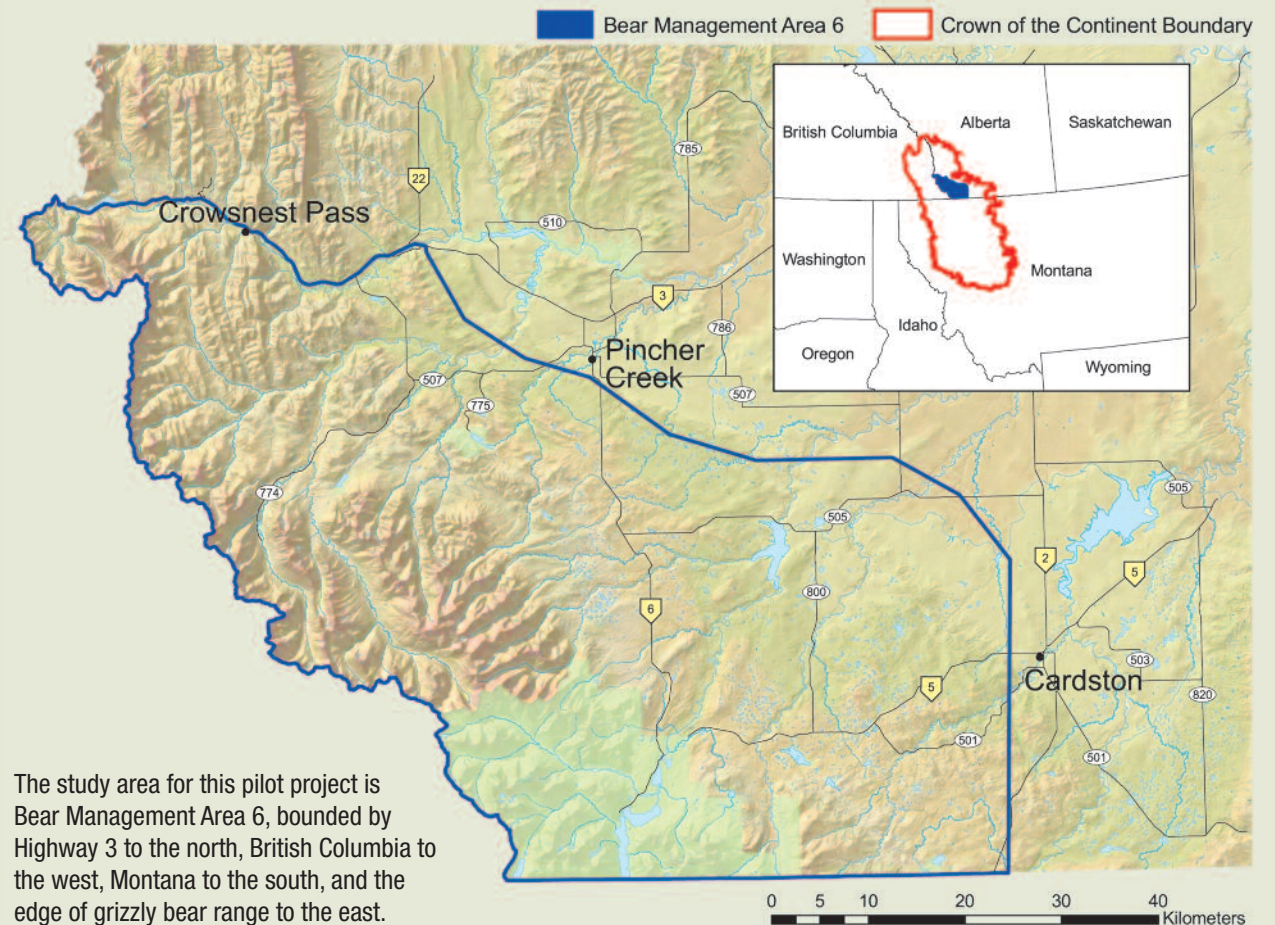 Bear Management Area 6
Crown of the Continent Boundary
British Columbia
Alberta
Saskatchewan
Washington
Montana
Idaho
Oregon
Wyoming
785
22
Crowsnest Pass
510
3
786
Pincher
Creek
507
507
775
774
505
505
2
5
800
6
Cardston
503
5
820
501
501
The study area for this pilot project is
Bear Management Area 6, bounded by
Highway 3 to the north, British Columbia to
the west, Montana to the south, and the
edge of grizzly bear range to the east.
0 5 10 20 30 40
Kilometers